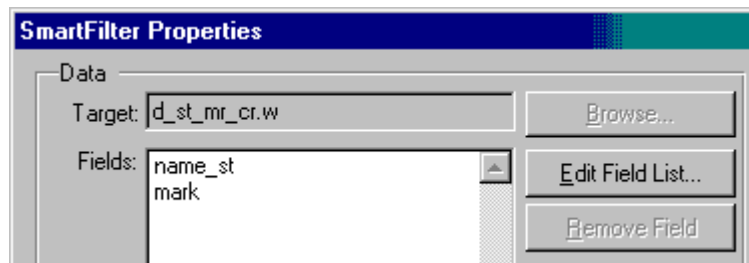 SmartFilter Properties
Data
Target: d_st_mr_cr.w Browse...
Fields: name_st Edit Field List...
mark
Remove Field